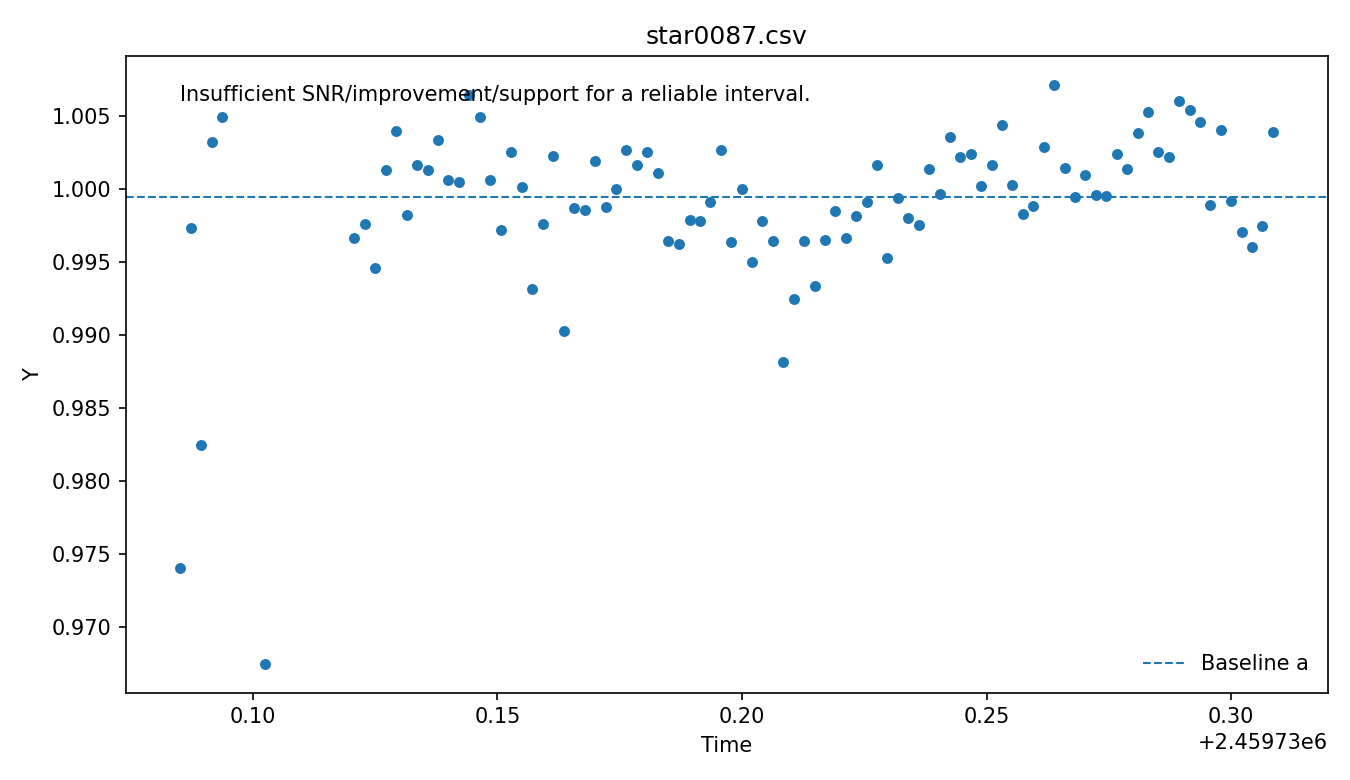 star0087.csv
Insufficient SNR/improvement/support for a reliable interval.
1.005
1.000
0.995
0.990
0.985
0.980
0.975
0.970
Y
Baseline a
0.10 0.15 0.20 0.25 0.30
Time
+2.45973e6